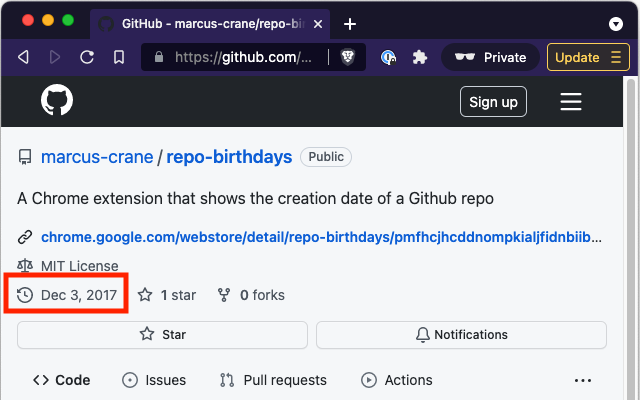 GitHub - marcus-crane/repo-bir
https://github.com/...
Private
Update
Sign up
marcus-crane / repo-birthdays Public
A Chrome extension that shows the creation date of a Github repo
chrome.google.com/webstore/detail/repo-birthdays/pmfhcjhcddnompkialjfidnbiib...
MIT License
Dec 3, 2017 1 star 0 forks
Star Notifications
Code Issues Pull requests Actions